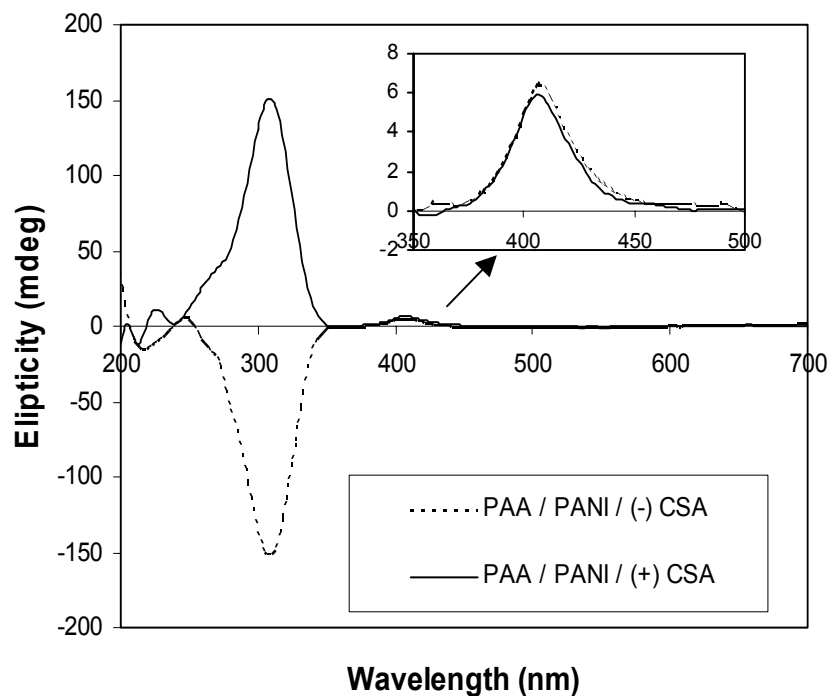 200
150
100
50
0
-50
-100
-150
-200
Elipticity (mdeg)
200 300 400 500 600 700
Wavelength (nm)
8
6
4
2
0
-2
350 400 450 500
PAA / PANI / (-) CSA
PAA / PANI / (+) CSA